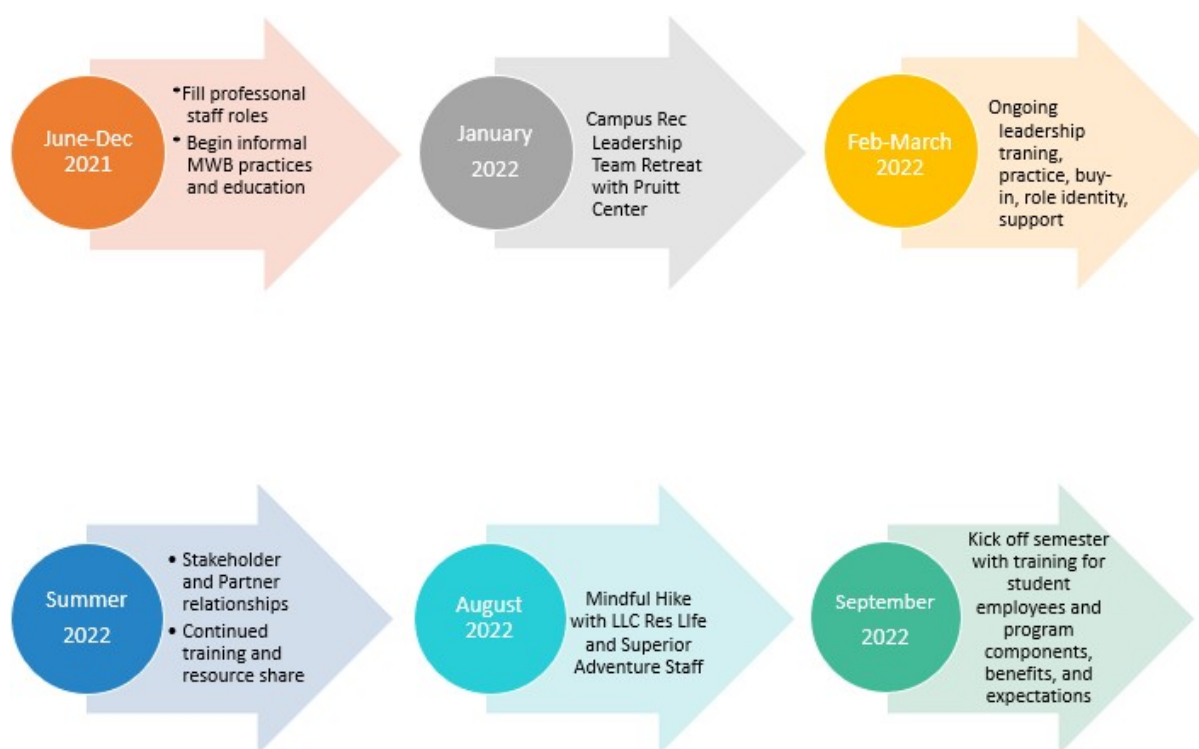 June-Dec
2021
*Fill professonal
staff roles
* Begin informal
MWB practices
and education
January
2022
Campus Rec
Leadership
Team Retreat
with Pruitt
Center
Feb-March
2022
Ongoing
leadership
traning,
practice, buy-
in, role identity,
support
Summer
2022
• Stakeholder
and Partner
relationships
• Continued
training and
resource share
August
2022
Mindful Hike
with LLC Res LIfe
and Superior
Adventure Staff
September
2022
Kick off semester
with training for
student
employees and
program
components,
benefits, and
expectations